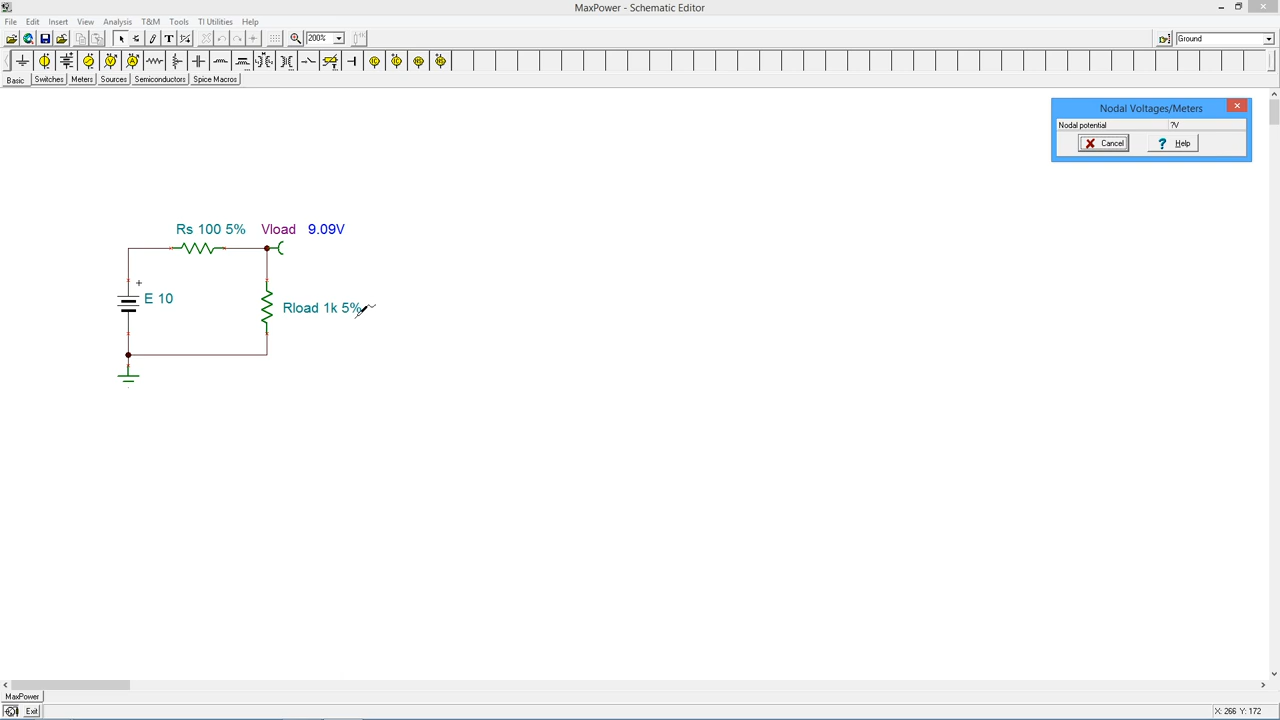 MaxPower - Schematic Editor
File Edit Insert View Analysis T&M Tools TI Utilities Help
200%
Ground
Basic Switches Meters Sources Semiconductors Spice Macros
Nodal Voltages/Meters
Nodal potential ?V
Cancel Help
Rs 100 5% Vload 9.09V
+
E 10
Rload 1k 5%
MaxPower
Exit X: 266 Y: 172